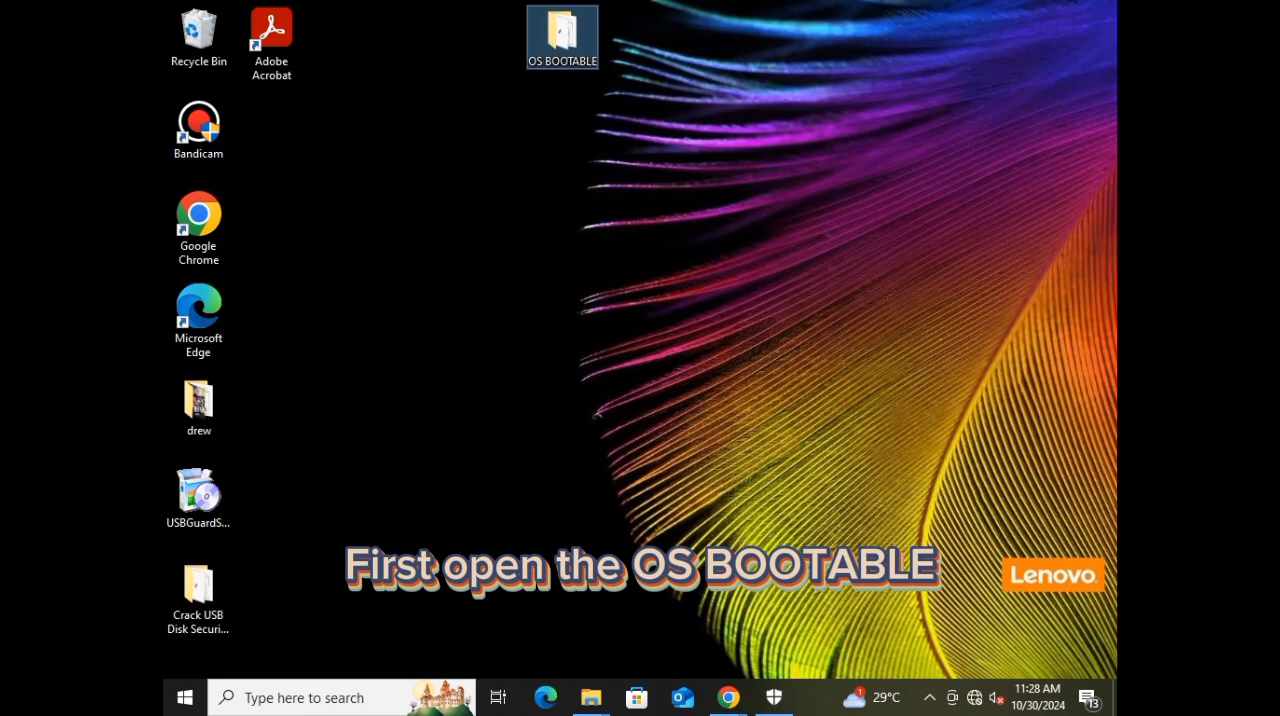 Recycle Bin
Adobe
Acrobat
OS BOOTABLE
Bandicam
Google
Chrome
Microsoft
Edge
drew
USBGuardS...
Crack USB
Disk Securi...
First open the OS BOOTABLE
Lenovo
Type here to search
1
29°C
11:28 AM
10/30/2024
13